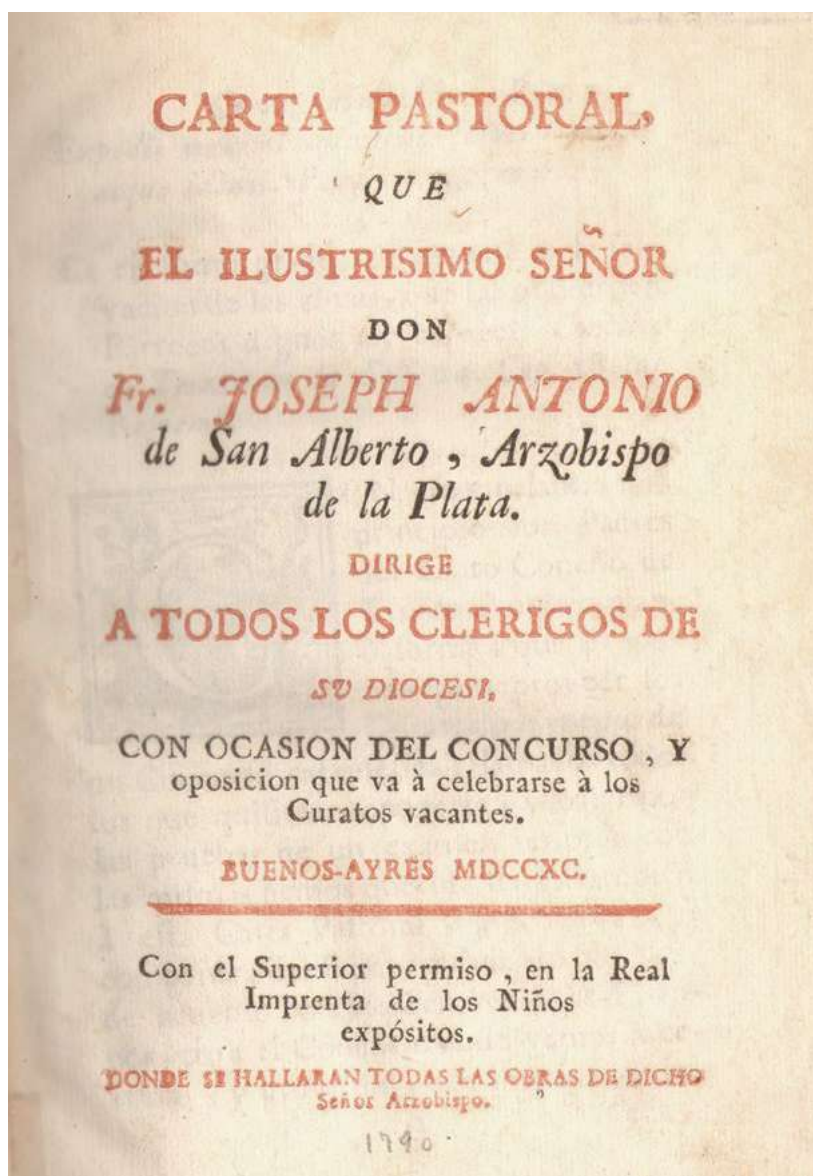 CARTA PASTORAL,
QUE
EL ILUSTRISIMO SEÑOR
DON
Fr. JOSEPH ANTONIO
de San Alberto , Arzobispo
de la Plata.
DIRIGE
A TODOS LOS CLERIGOS DE
SU DIOCESI,
CON OCASION DEL CONCURSO , Y
oposicion que va à celebrarse à los
Curatos vacantes.
BUENOS-AYRES MDCCXC.
Con el Superior permiso , en la Real
Imprenta de los Niños
expósitos.
DONDE SE HALLARAN TODAS LAS OBRAS DE DICHO
Señor Arzobispo.
1790.